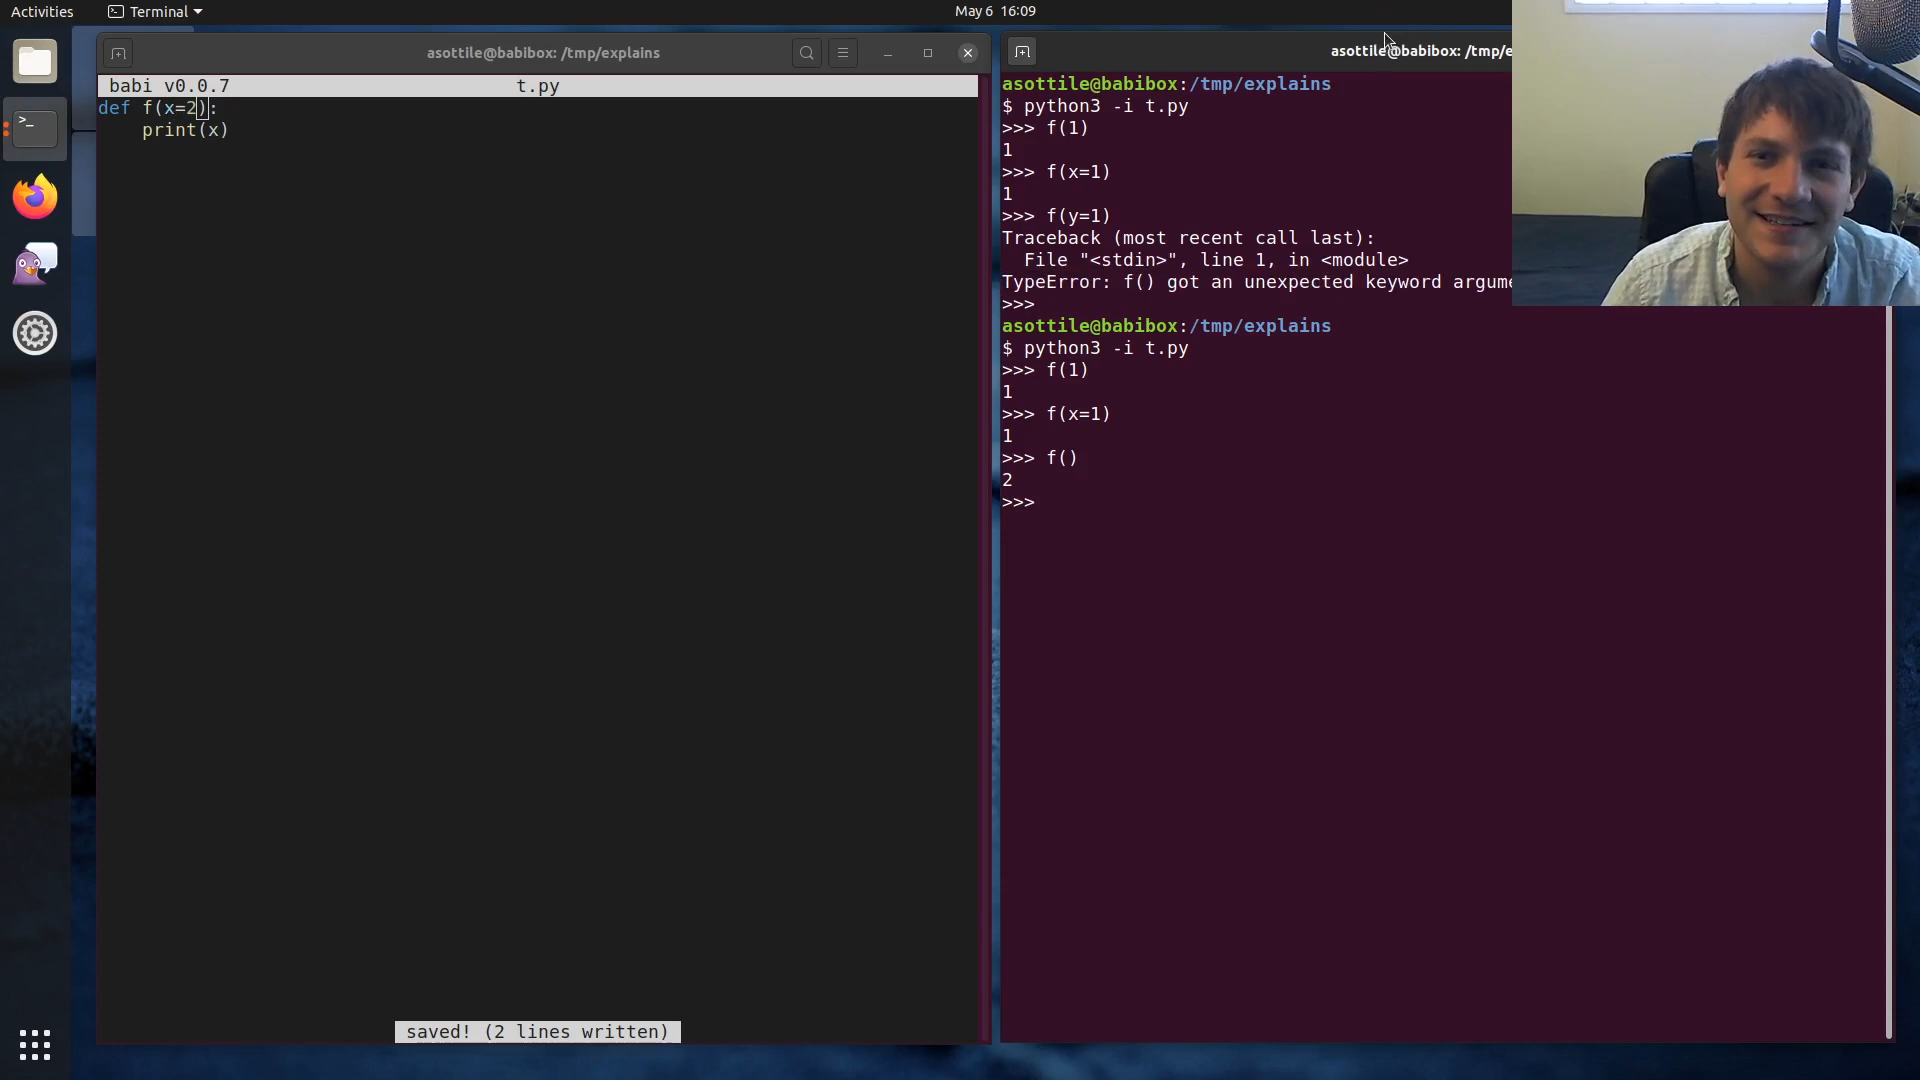 Activities
Terminal
May 6 16:09
asottile@babibox: /tmp/explains
babi v0.0.7 t.py
def f(x=2):
    print(x)
saved! (2 lines written)
asottile@babibox: /tmp/e
asottile@babibox:/tmp/explains
$ python3 -i t.py
>>> f(1)
1
>>> f(x=1)
1
>>> f(y=1)
Traceback (most recent call last):
  File "<stdin>", line 1, in <module>
TypeError: f() got an unexpected keyword argume
>>>
asottile@babibox:/tmp/explains
$ python3 -i t.py
>>> f(1)
1
>>> f(x=1)
1
>>> f()
2
>>>